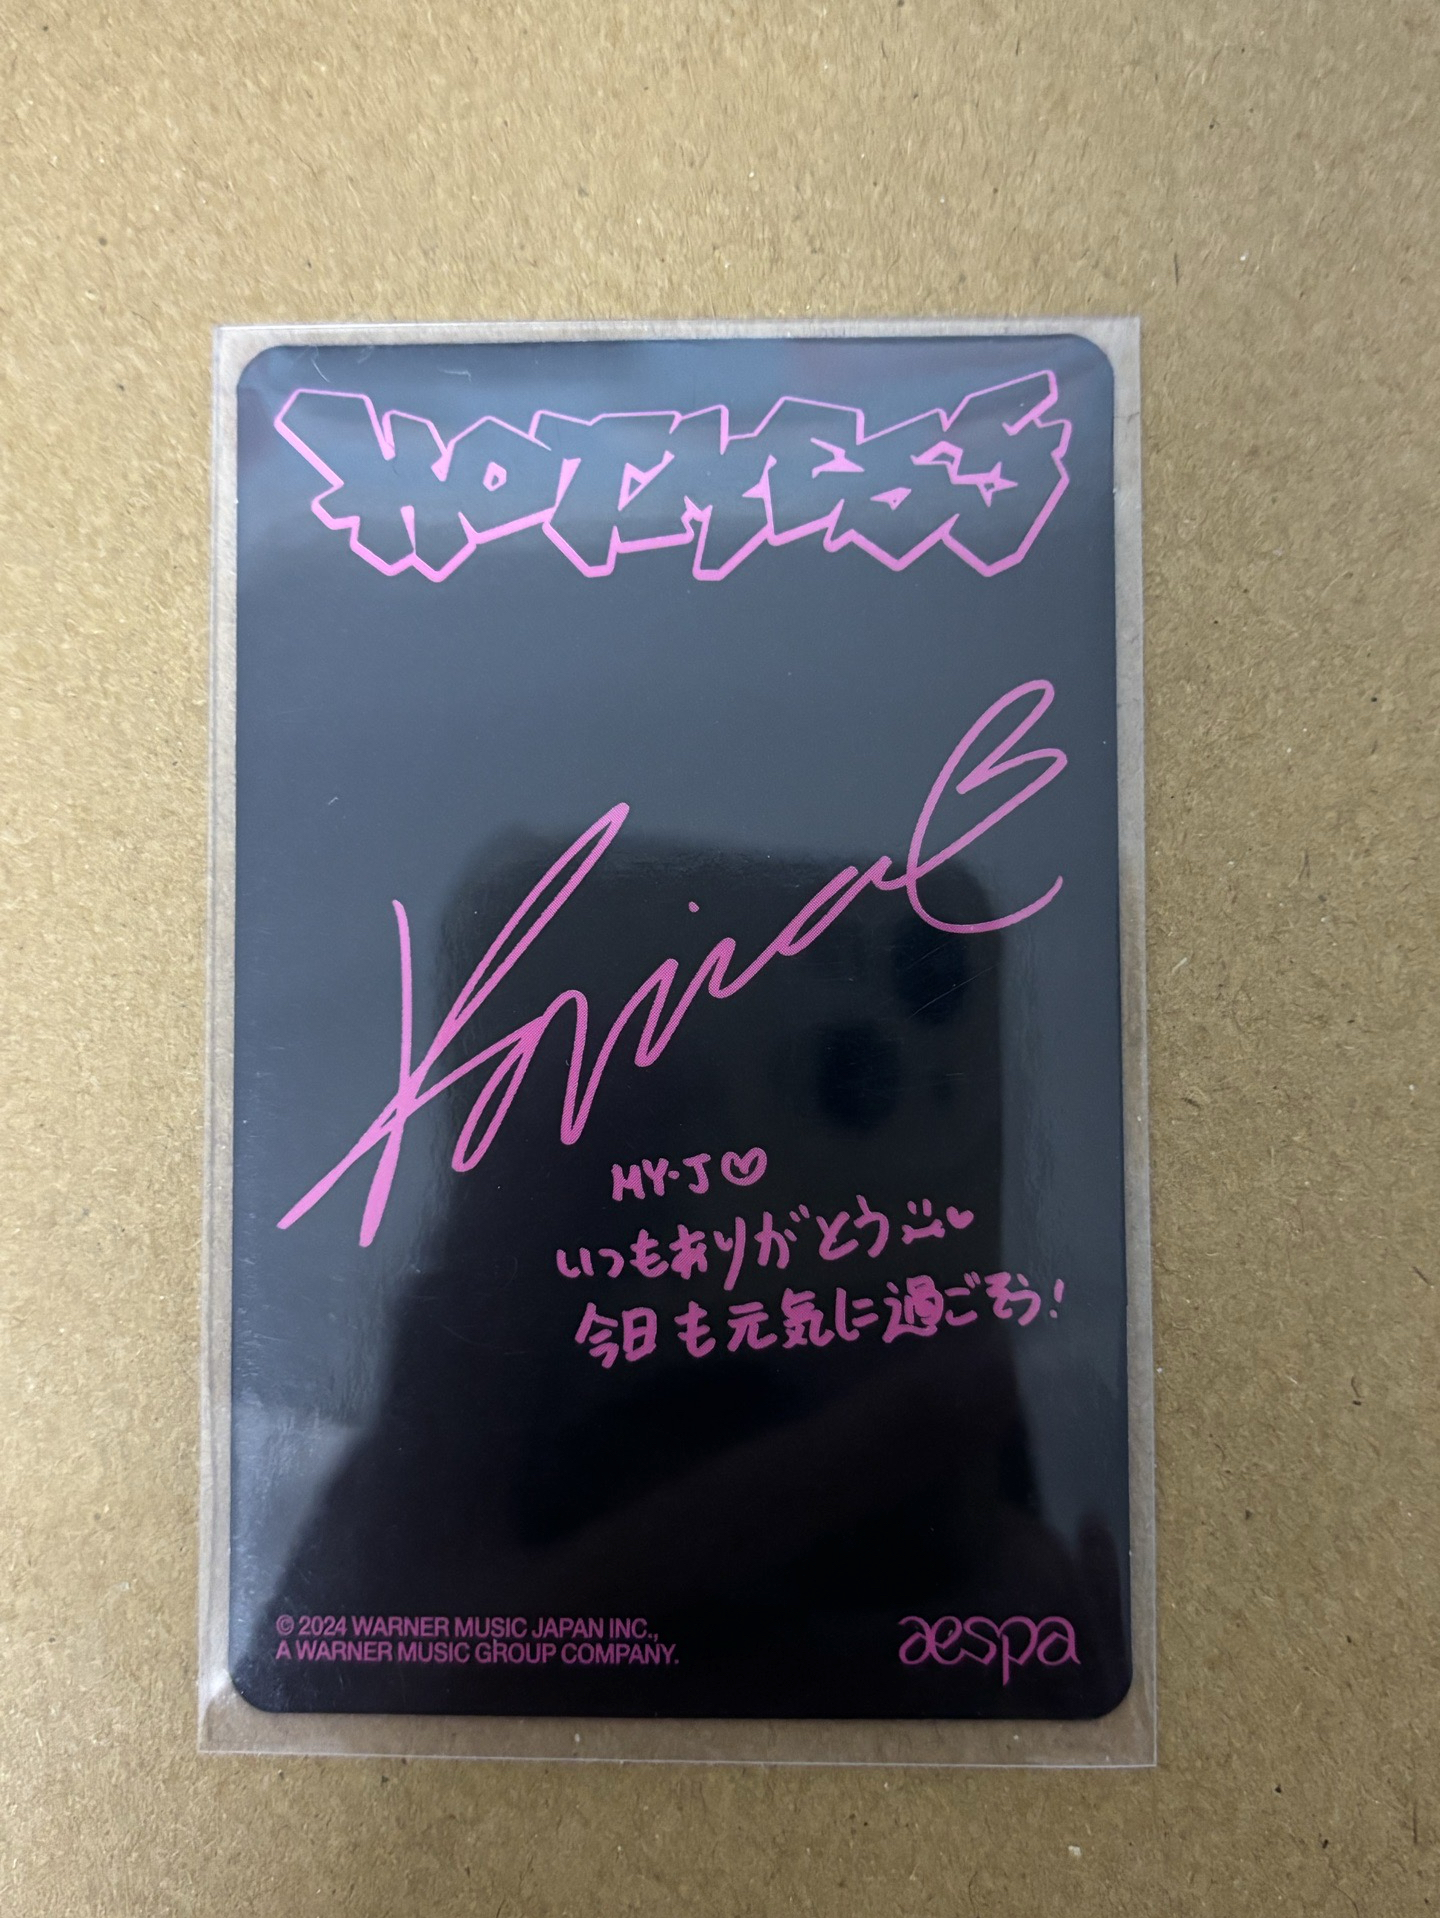 HOT MESS
Karina
MY-J♡
いつもありがとう
今日も元気に過ごそう!
© 2024 WARNER MUSIC JAPAN INC.,
A WARNER MUSIC GROUP COMPANY.
aespa